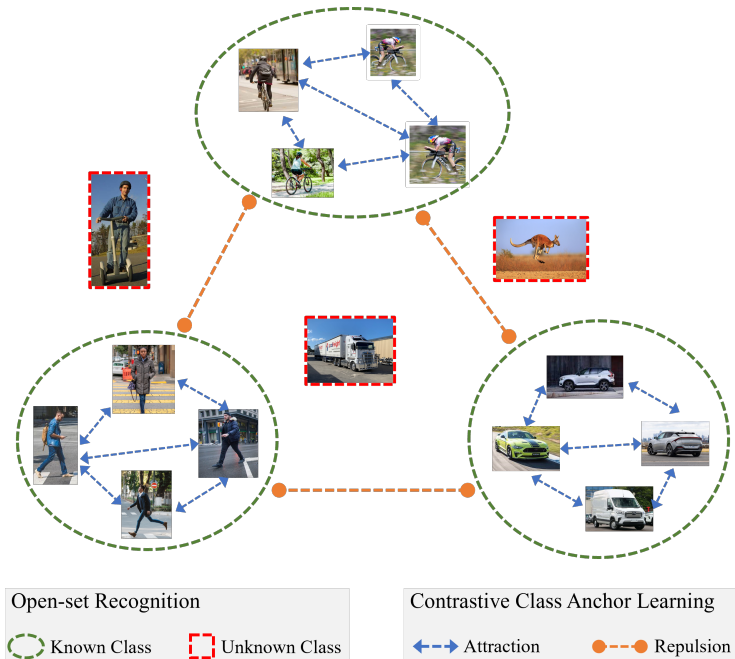 Open-set Recognition
Known Class
Unknown Class
Contrastive Class Anchor Learning
Attraction
Repulsion